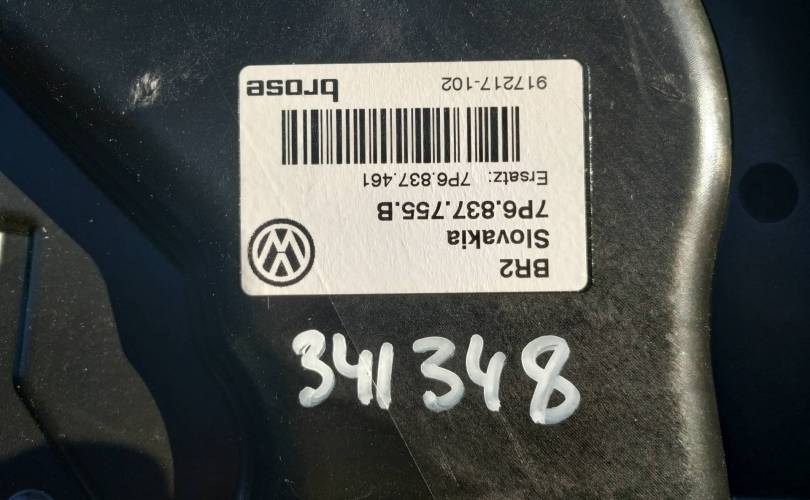 BR2
Slovakia
7P6.837.755.B
Ersatz: 7P6.837.461
917217-102 brose
341348